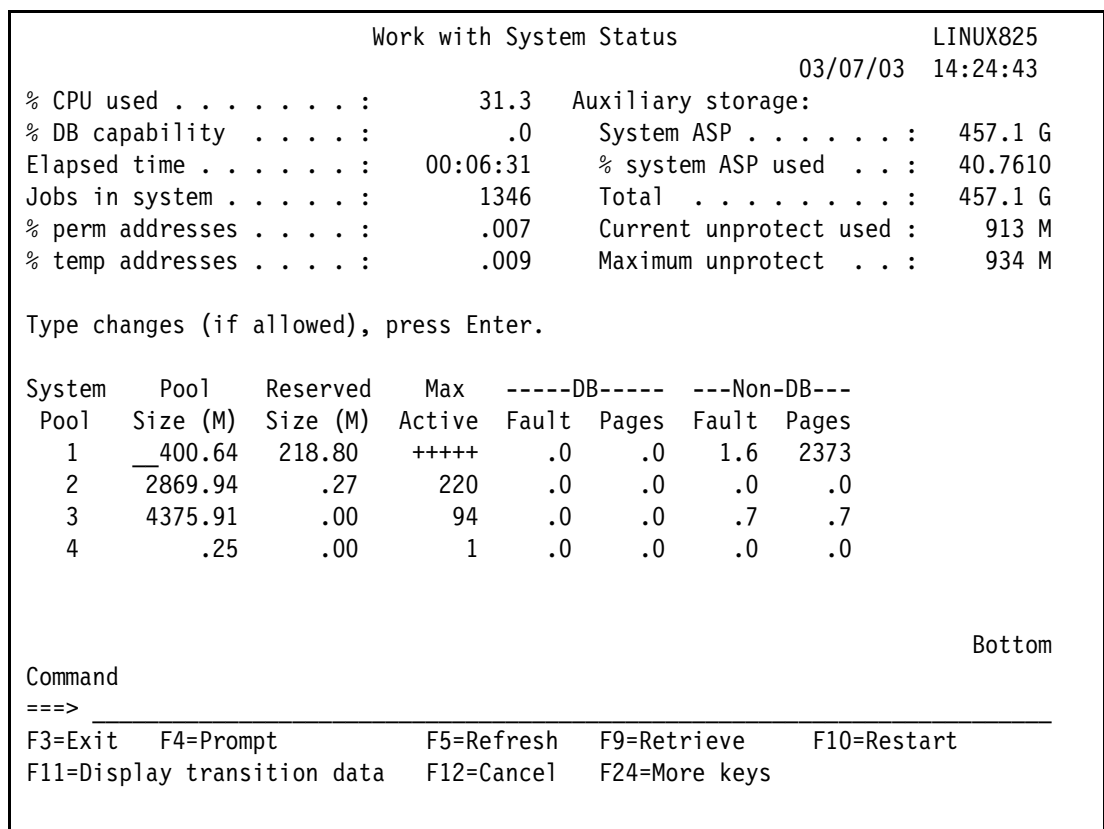 Work with System Status LINUX825
03/07/03 14:24:43
% CPU used . . . . . . . : 31.3 Auxiliary storage:
% DB capability . . . . : .0 System ASP . . . . . . : 457.1 G
Elapsed time . . . . . . : 00:06:31 % system ASP used . . : 40.7610
Jobs in system . . . . . : 1346 Total . . . . . . . . : 457.1 G
% perm addresses . . . . : .007 Current unprotect used : 913 M
% temp addresses . . . . : .009 Maximum unprotect . . : 934 M
Type changes (if allowed), press Enter.
System Pool Reserved Max -----DB----- ---Non-DB---
Pool Size (M) Size (M) Active Fault Pages Fault Pages
1 __400.64 218.80 +++++ .0 .0 1.6 2373
2 2869.94 .27 220 .0 .0 .0 .0
3 4375.91 .00 94 .0 .0 .7 .7
4 .25 .00 1 .0 .0 .0 .0
Bottom
Command
===> ________________________________________________________________________
F3=Exit F4=Prompt F5=Refresh F9=Retrieve F10=Restart
F11=Display transition data F12=Cancel F24=More keys